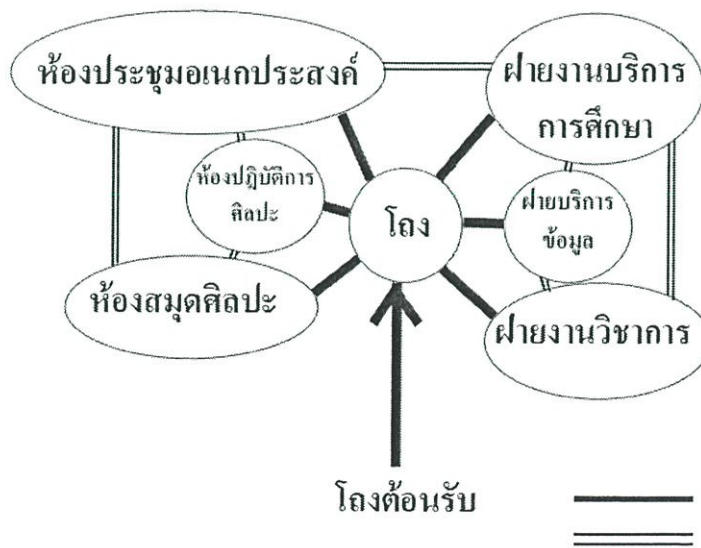 ห้องประชุมอเนกประสงค์
ฝ่ายงานบริการ
การศึกษา
ห้องปฎิบัติการ
ศิลปะ
โถง
ฝ่ายบริการ
ข้อมูล
ห้องสมุดศิลปะ
ฝ่ายงานวิชาการ
โถงต้อนรับ